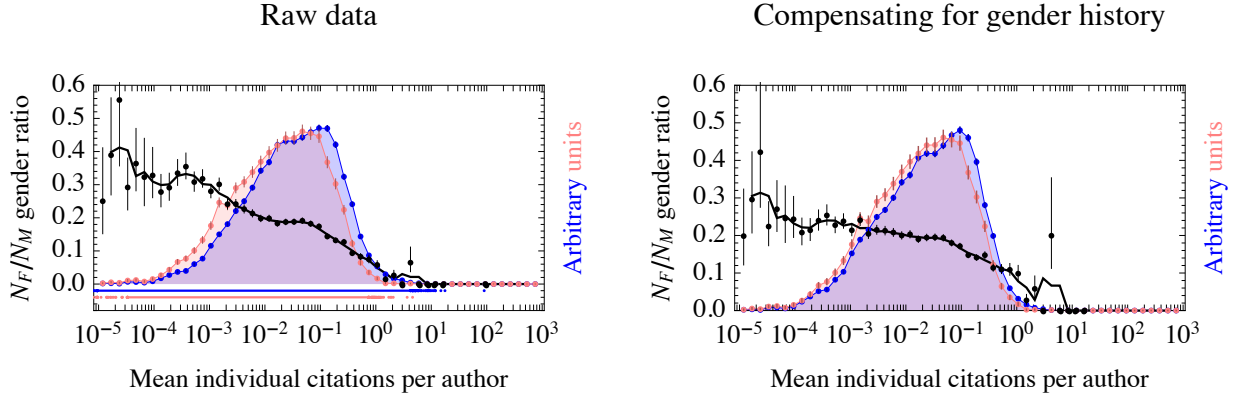 Raw data
0.6
0.5
0.4
0.3
0.2
0.1
0.0
N_F/N_M gender ratio
Arbitrary units
10^-5 10^-3 10^-1 10^0 10^1 10^2 10^3
Mean individual citations per author
Compensating for gender history
0.6
0.5
0.4
0.3
0.2
0.1
0.0
N_F/N_M gender ratio
Arbitrary units
10^-5 10^-4 10^-3 10^-2 10^-1 10^0 10^1 10^2 10^3
Mean individual citations per author